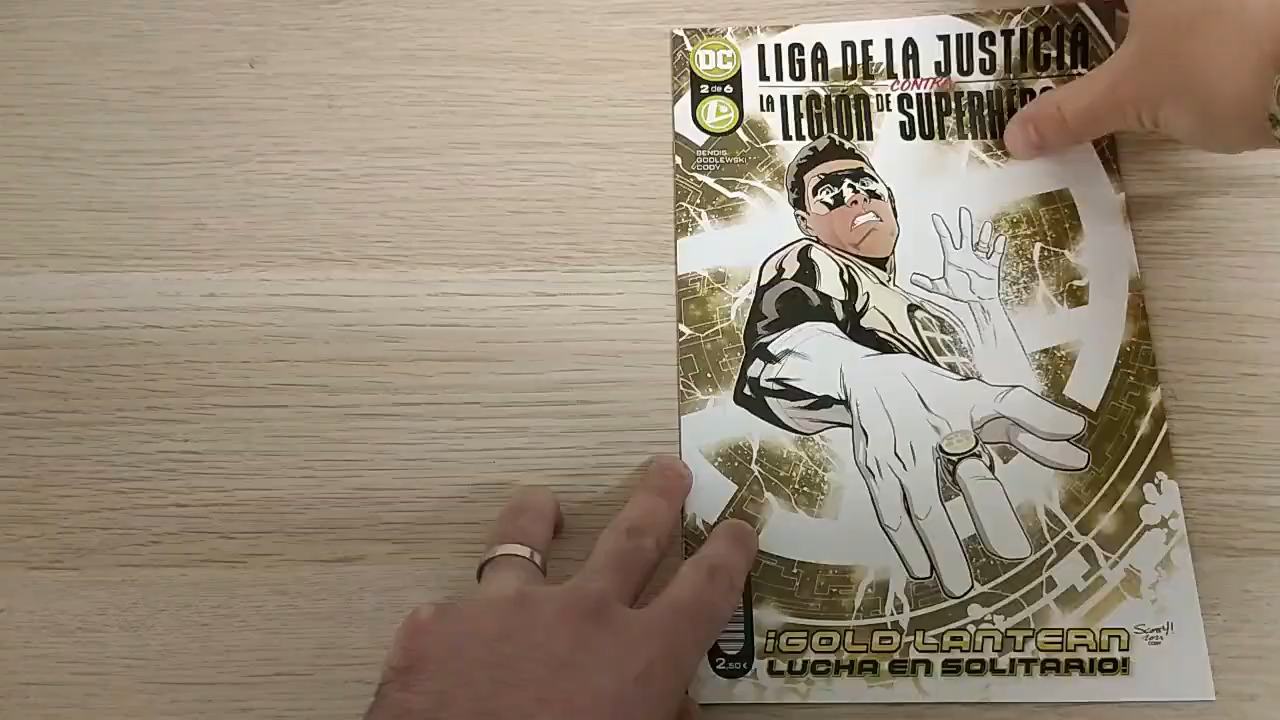 DC
LIGA DE LA JUSTICIA
2 de 6
CONTRA
LA LEGION DE
BENDIS
GODLEWSKI
CODY
¡GOLD LANTERN
LUCHA EN SOLITARIO!
2,50 €